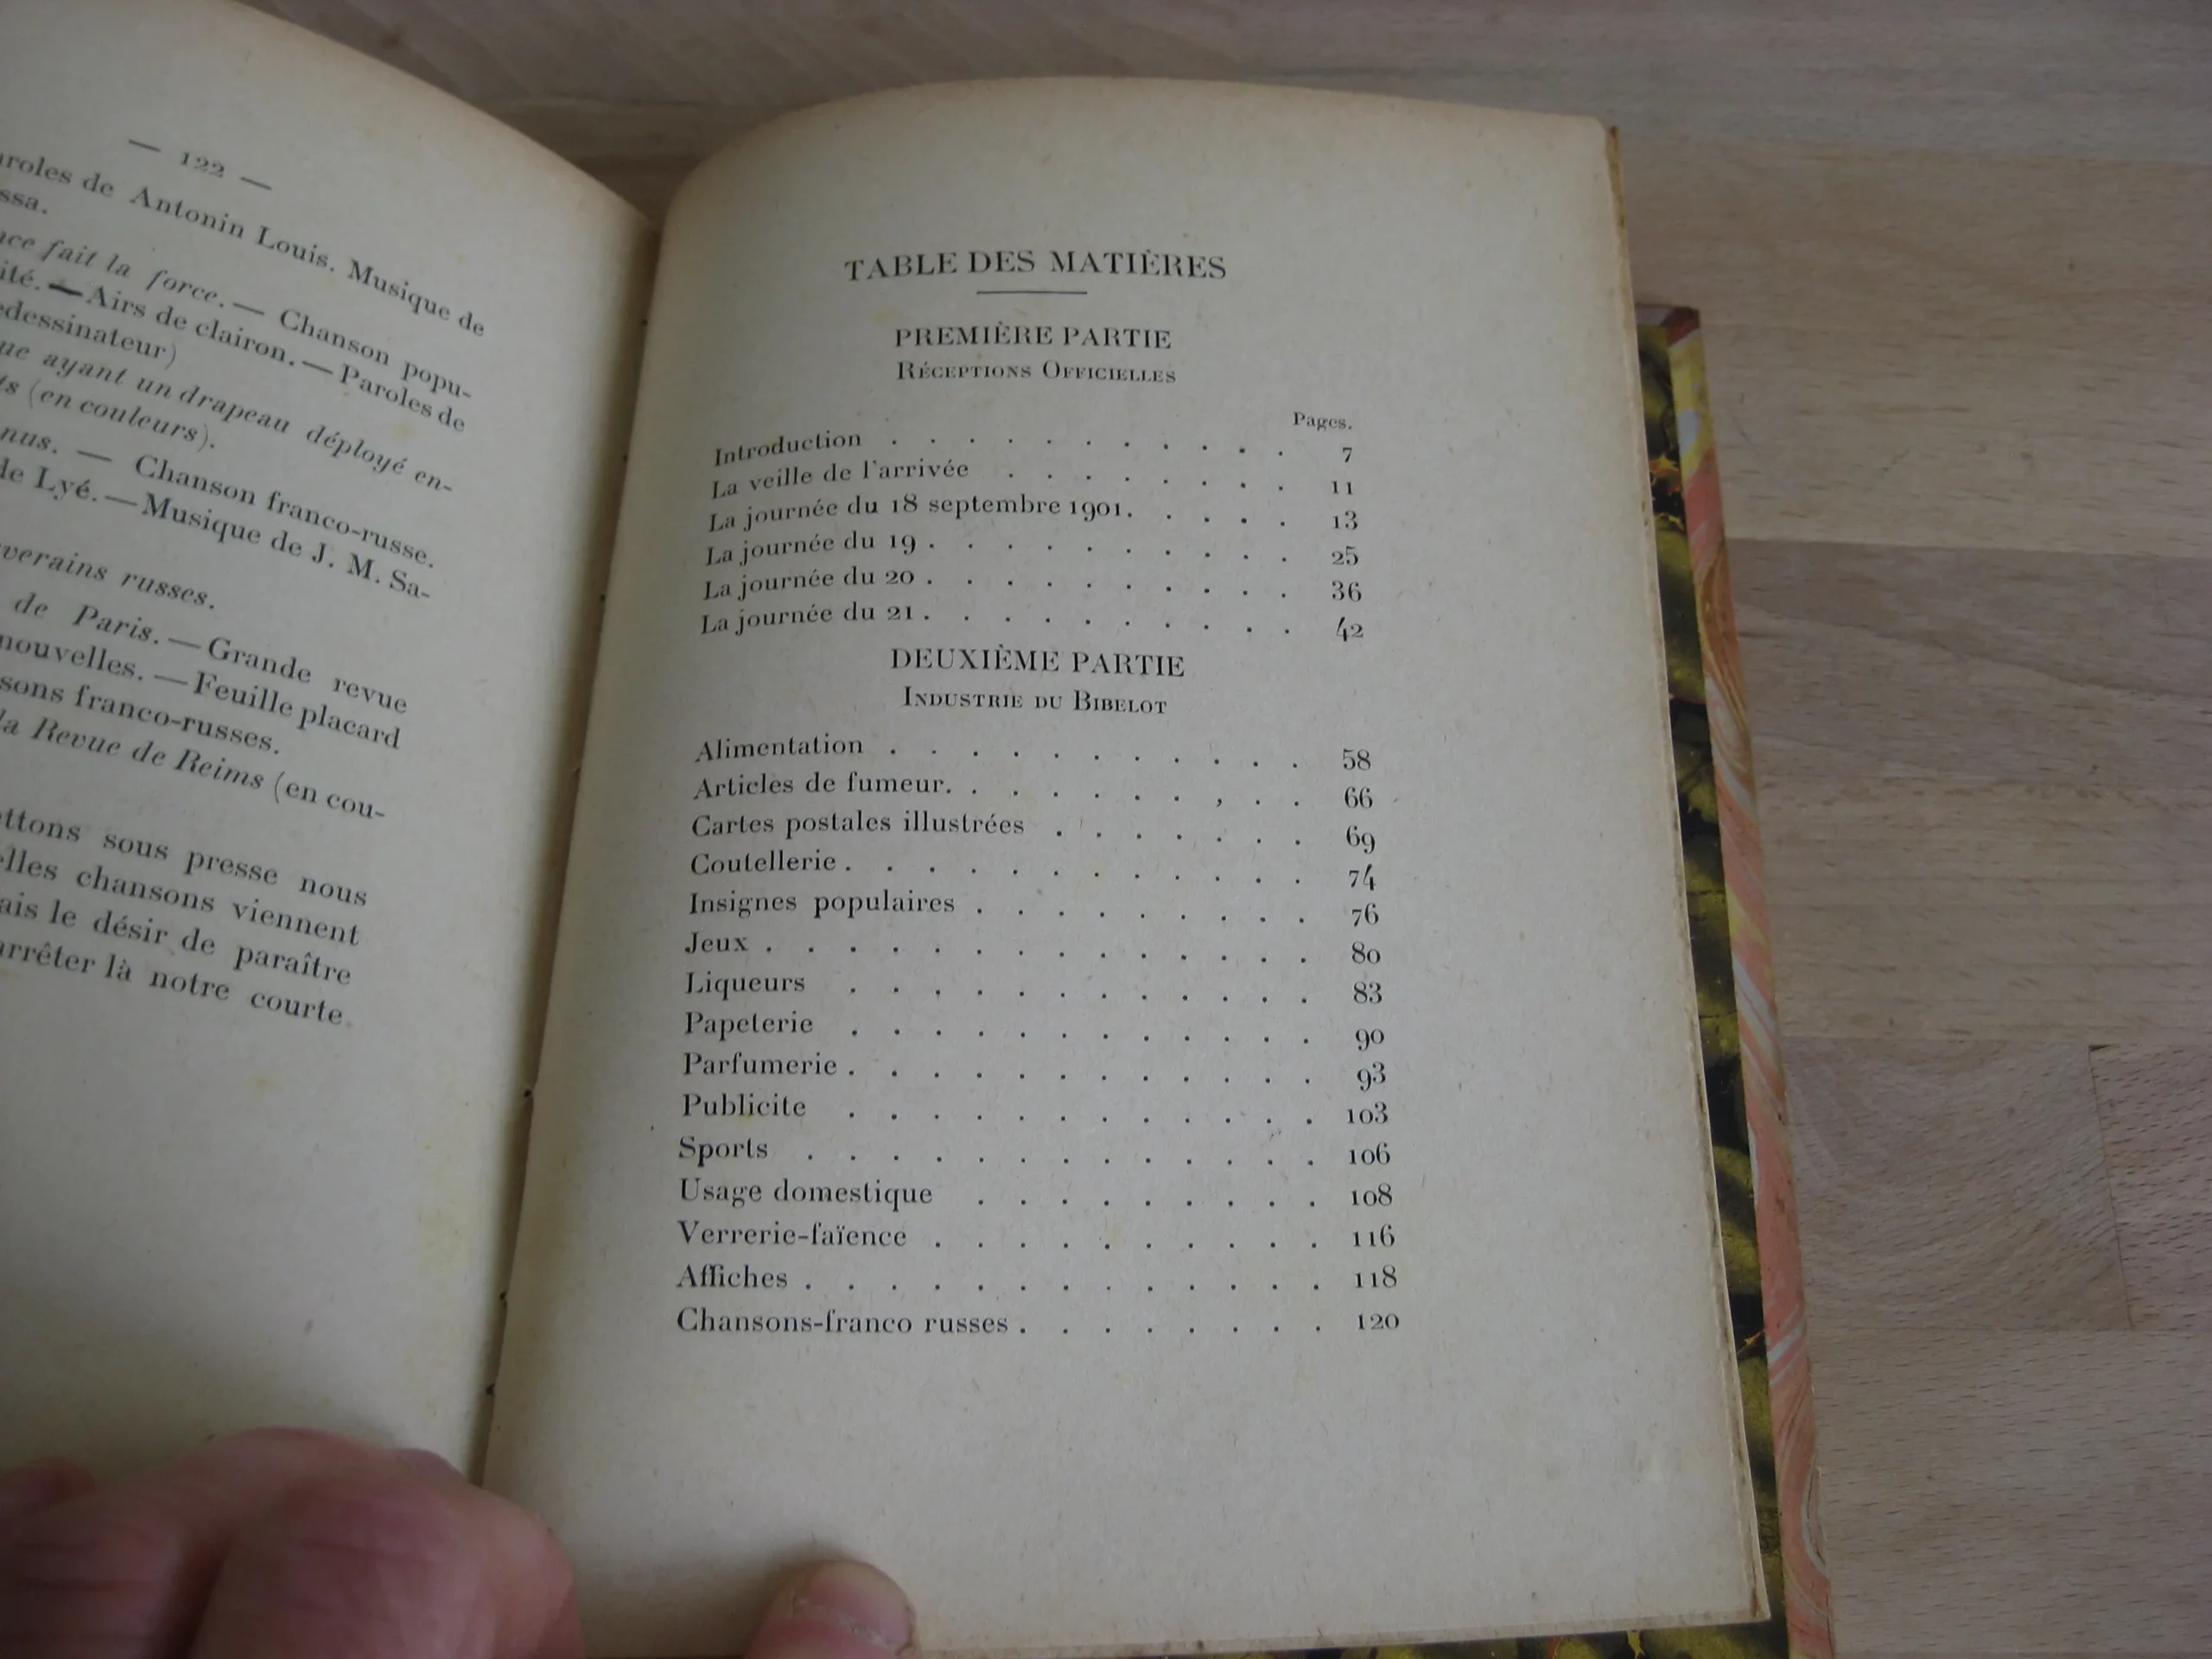 — 122 —
aroles de Antonin Louis. Musique de
ssa.
nce fait la force. — Chanson popu-
ité. — Airs de clairon. — Paroles de
edessinateur)
ue ayant un drapeau déployé en-
ts (en couleurs).
nus. — Chanson franco-russe.
de Lyé. — Musique de J. M. Sa-
verains russes.
de Paris. — Grande revue
nouvelles. — Feuille placard
sons franco-russes.
la Revue de Reims (en cou-
ettons sous presse nous
elles chansons viennent
ais le désir de paraître
arrêter là notre courte
TABLE DES MATIÈRES
PREMIÈRE PARTIE
RÉCEPTIONS OFFICIELLES
Pages.
Introduction . . . . . . . . . . . 7
La veille de l'arrivée . . . . . . . . 11
La journée du 18 septembre 1901. . . . . 13
La journée du 19 . . . . . . . . . . 25
La journée du 20 . . . . . . . . . . 36
La journée du 21 . . . . . . . . . . 42
DEUXIÈME PARTIE
INDUSTRIE DU BIBELOT
Alimentation . . . . . . . . . . . 58
Articles de fumeur. . . . . . . , . . 66
Cartes postales illustrées . . . . . . . 69
Coutellerie . . . . . . . . . . . . 74
Insignes populaires . . . . . . . . . 76
Jeux . . . . . . . . . . . . . . 80
Liqueurs . . . . . . . . . . . . 83
Papeterie . . . . . . . . . . . . 90
Parfumerie . . . . . . . . . . . . 93
Publicite . . . . . . . . . . . . 103
Sports . . . . . . . . . . . . . 106
Usage domestique . . . . . . . . . 108
Verrerie-faïence . . . . . . . . . . 116
Affiches . . . . . . . . . . . . . 118
Chansons-franco russes . . . . . . . . 120